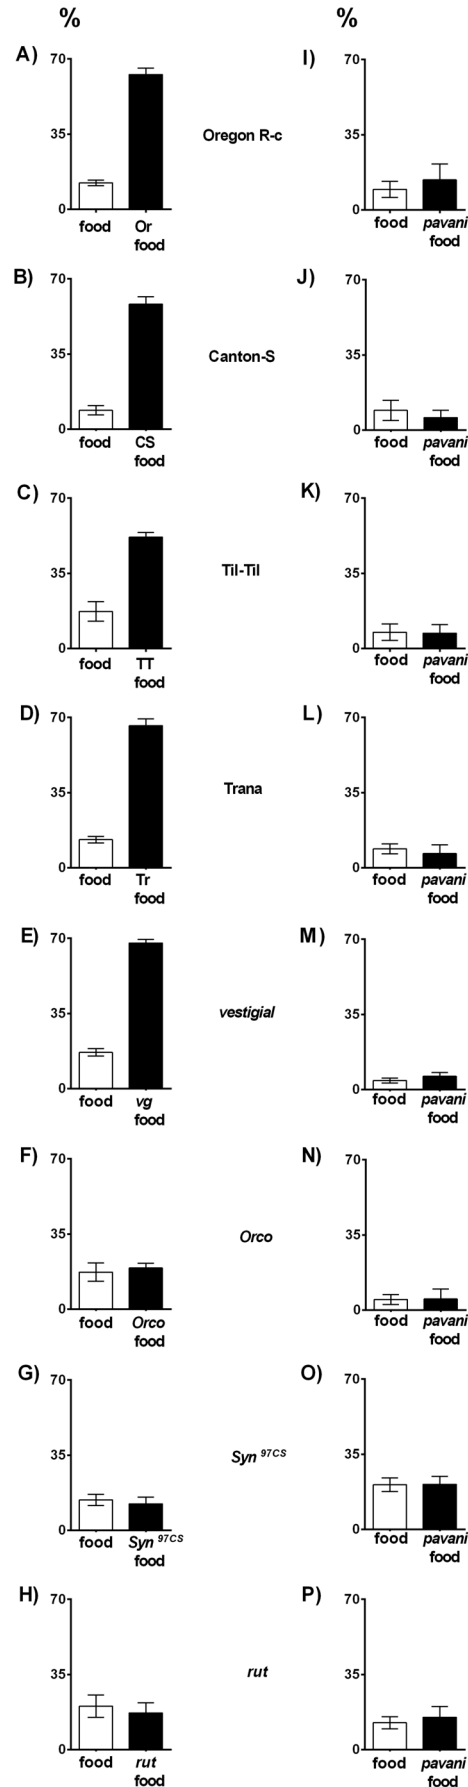 % %
A) I)
70 70
35 Oregon R-c 35
0 0
food Or food food pavani food
B) J)
70 70
35 Canton-S 35
0 0
food CS food food pavani food
C) K)
70 70
35 Til-Til 35
0 0
food TT food food pavani food
D) L)
70 70
35 Trana 35
0 0
food Tr food food pavani food
E) M)
70 70
35 vestigial 35
0 0
food vg food food pavani food
F) N)
70 70
35 Orco 35
0 0
food Orco food food pavani food
G) O)
70 70
35 Syn 97CS 35
0 0
food Syn 97CS food food pavani food
H) P)
70 70
35 rut 35
0 0
food rut food food pavani food